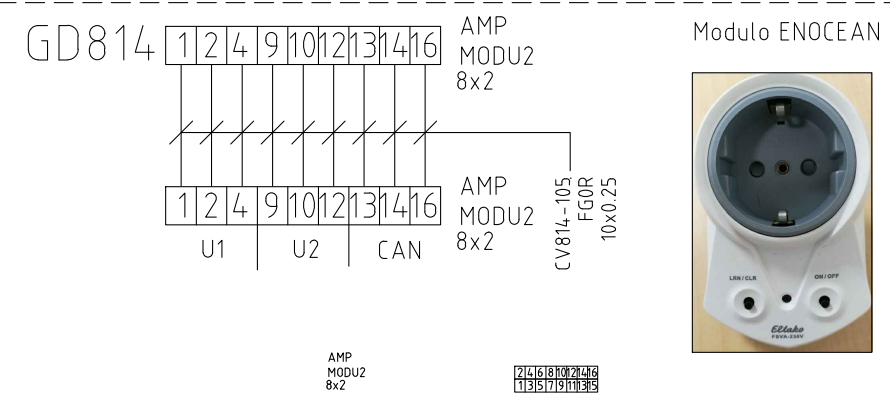 GD814
1 2 4 9 10 12 13 14 16
AMP
MODU2
8x2
1 2 4 9 10 12 13 14 16
AMP
MODU2
8x2
U1 U2 CAN
CV814-105
FG0R
10x0.25
Modulo ENOCEAN
LRN / CLR
ON / OFF
Eltako
FSVA-230V
AMP
MODU2
8x2
2 4 6 8 10 12 14 16
1 3 5 7 9 11 13 15